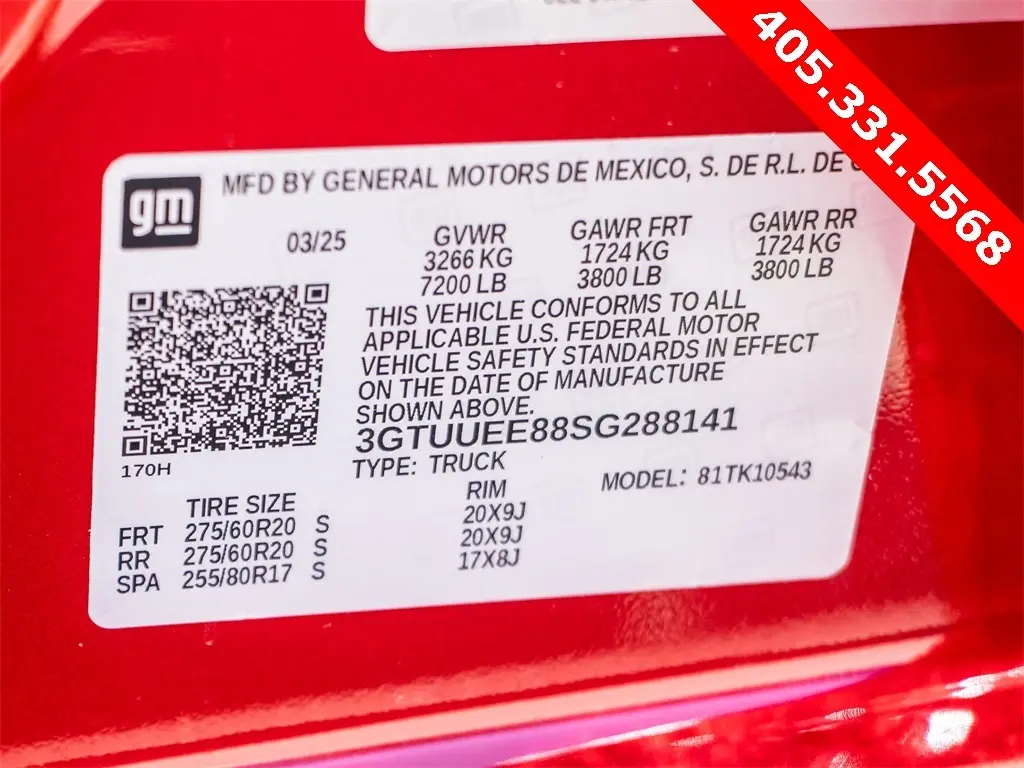 405.331.5568
gm
MFD BY GENERAL MOTORS DE MEXICO, S. DE R.L. DE
03/25
GVWR
3266 KG
7200 LB
GAWR FRT
1724 KG
3800 LB
GAWR RR
1724 KG
3800 LB
THIS VEHICLE CONFORMS TO ALL
APPLICABLE U.S. FEDERAL MOTOR
VEHICLE SAFETY STANDARDS IN EFFECT
ON THE DATE OF MANUFACTURE
SHOWN ABOVE.
3GTUUEE88SG288141
170H
TYPE: TRUCK
MODEL: 81TK10543
TIRE SIZE RIM
FRT 275/60R20 S 20X9J
RR 275/60R20 S 20X9J
SPA 255/80R17 S 17X8J